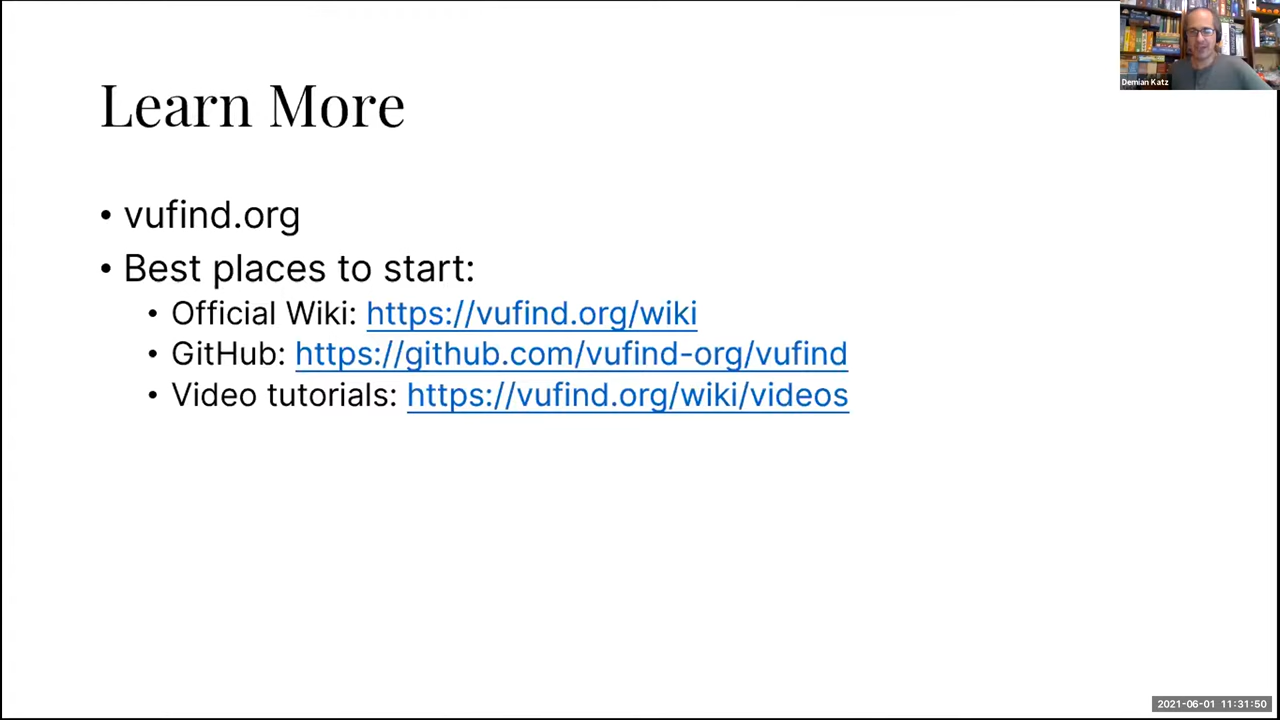 Demian Katz
Learn More
• vufind.org
• Best places to start:
• Official Wiki: https://vufind.org/wiki
• GitHub: https://github.com/vufind-org/vufind
• Video tutorials: https://vufind.org/wiki/videos
2021-06-01 11:31:50